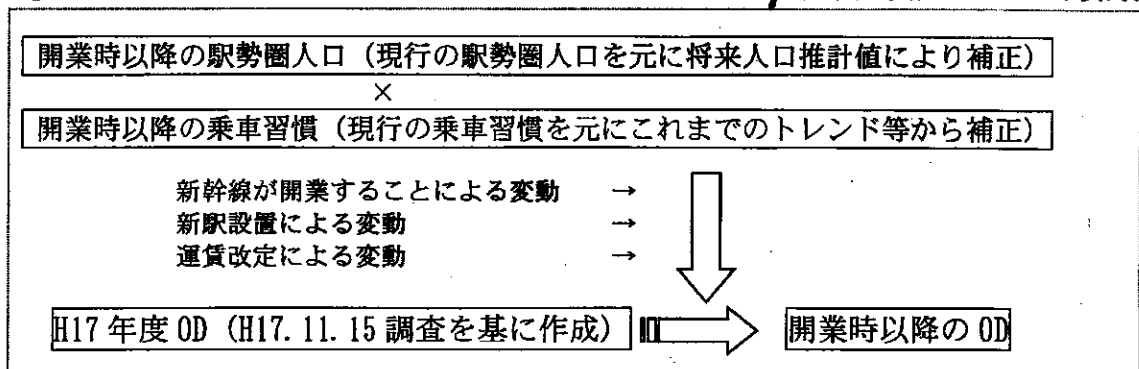 開業時以降の駅勢圏人口（現行の駅勢圏人口を元に将来人口推計値により補正）
×
開業時以降の乗車習慣（現行の乗車習慣を元にこれまでのトレンド等から補正）
新幹線が開業することによる変動 →
新駅設置による変動 →
運賃改定による変動 →
H17年度OD（H17.11.15調査を基に作成）
開業時以降のOD